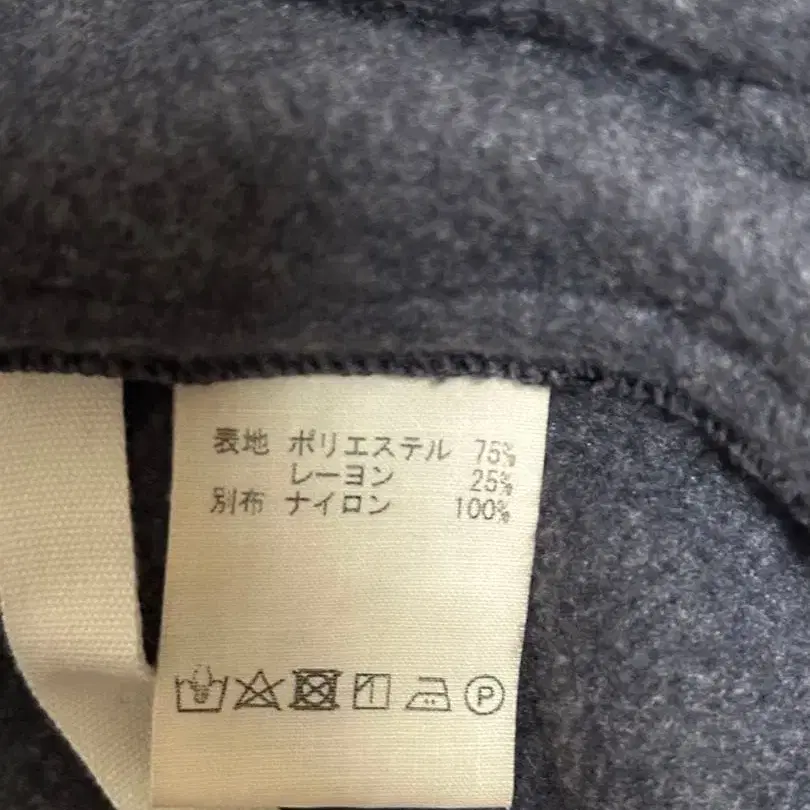 表地 ポリエステル 75%
レーヨン 25%
別布 ナイロン 100%
P